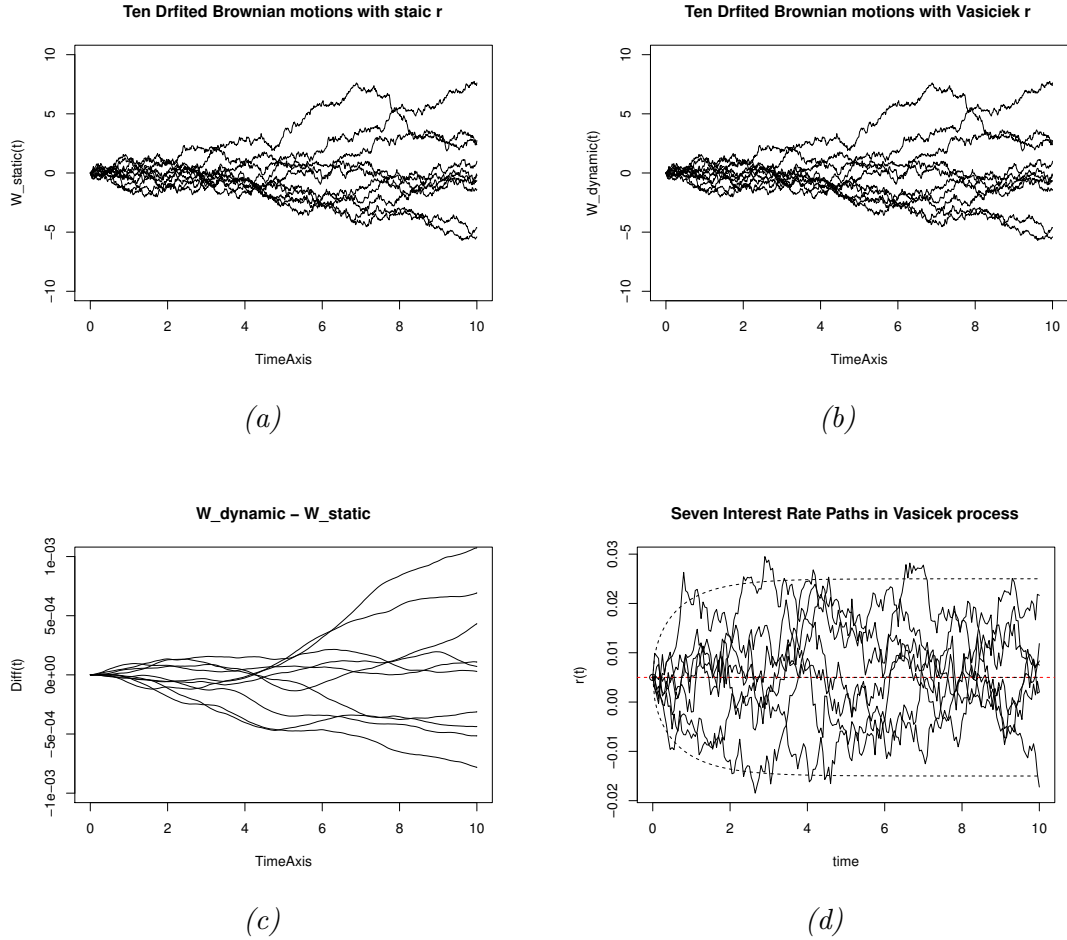 Ten Drfited Brownian motions with staic r
W_static(t)
10
5
0
−5
−10
0 2 4 6 8 10
TimeAxis
(a)
Ten Drfited Brownian motions with Vasiciek r
W_dynamic(t)
10
5
0
−5
−10
0 2 4 6 8 10
TimeAxis
(b)
W_dynamic − W_static
Diff(t)
1e−03
5e−04
0e+00
−5e−04
−1e−03
0 2 4 6 8 10
TimeAxis
(c)
Seven Interest Rate Paths in Vasicek process
r(t)
0.03
0.02
0.01
0.00
−0.01
−0.02
0 2 4 6 8 10
time
(d)